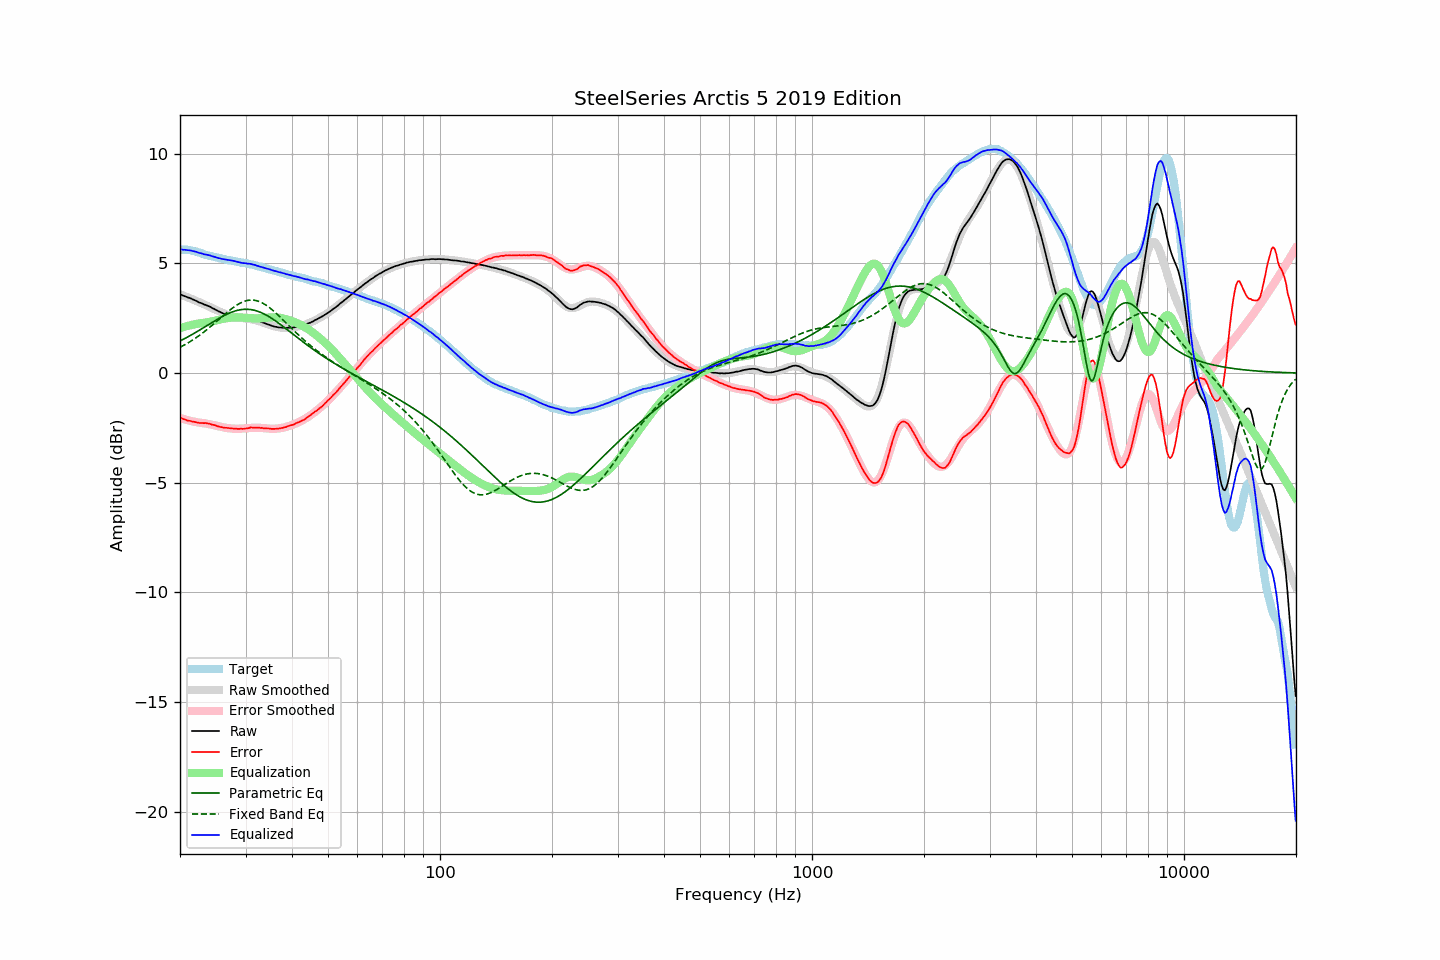 SteelSeries Arctis 5 2019 Edition
10
5
0
−5
−10
−15
−20
Amplitude (dBr)
Target
Raw Smoothed
Error Smoothed
Raw
Error
Equalization
Parametric Eq
Fixed Band Eq
Equalized
100
1000
10000
Frequency (Hz)